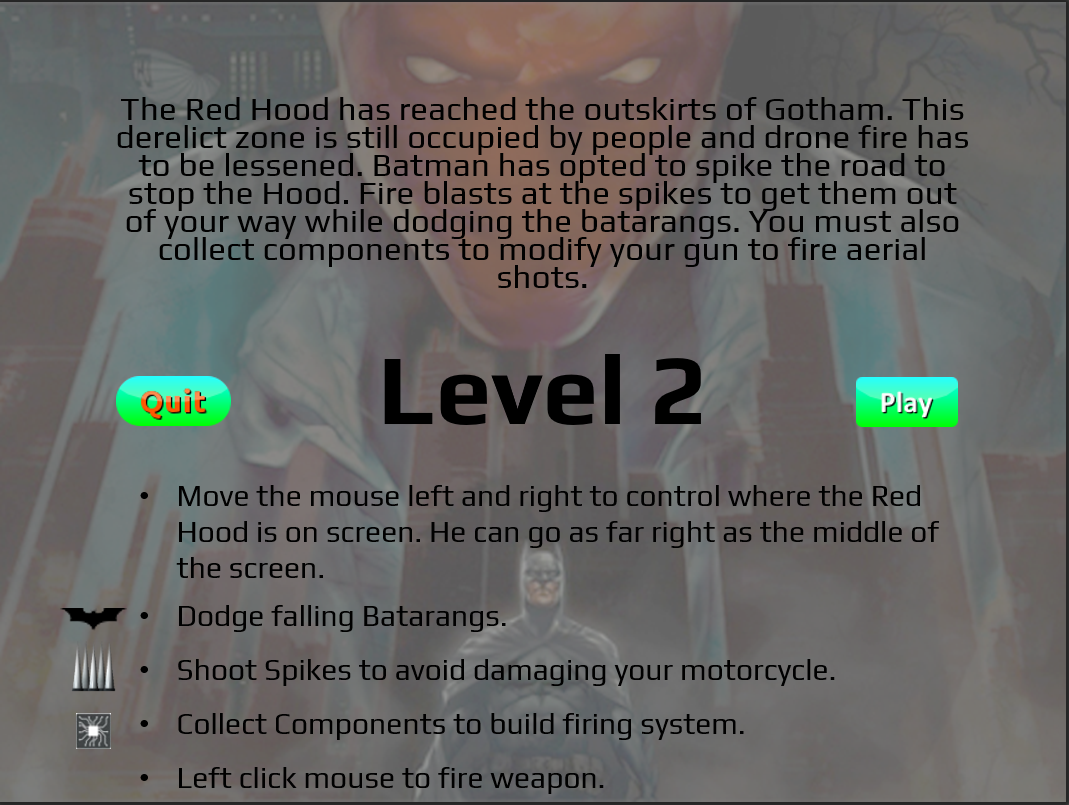 The Red Hood has reached the outskirts of Gotham. This
derelict zone is still occupied by people and drone fire has
to be lessened. Batman has opted to spike the road to
stop the Hood. Fire blasts at the spikes to get them out
of your way while dodging the batarangs. You must also
collect components to modify your gun to fire aerial
shots.
Quit
Level 2
Play
• Move the mouse left and right to control where the Red
Hood is on screen. He can go as far right as the middle of
the screen.
• Dodge falling Batarangs.
• Shoot Spikes to avoid damaging your motorcycle.
• Collect Components to build firing system.
• Left click mouse to fire weapon.